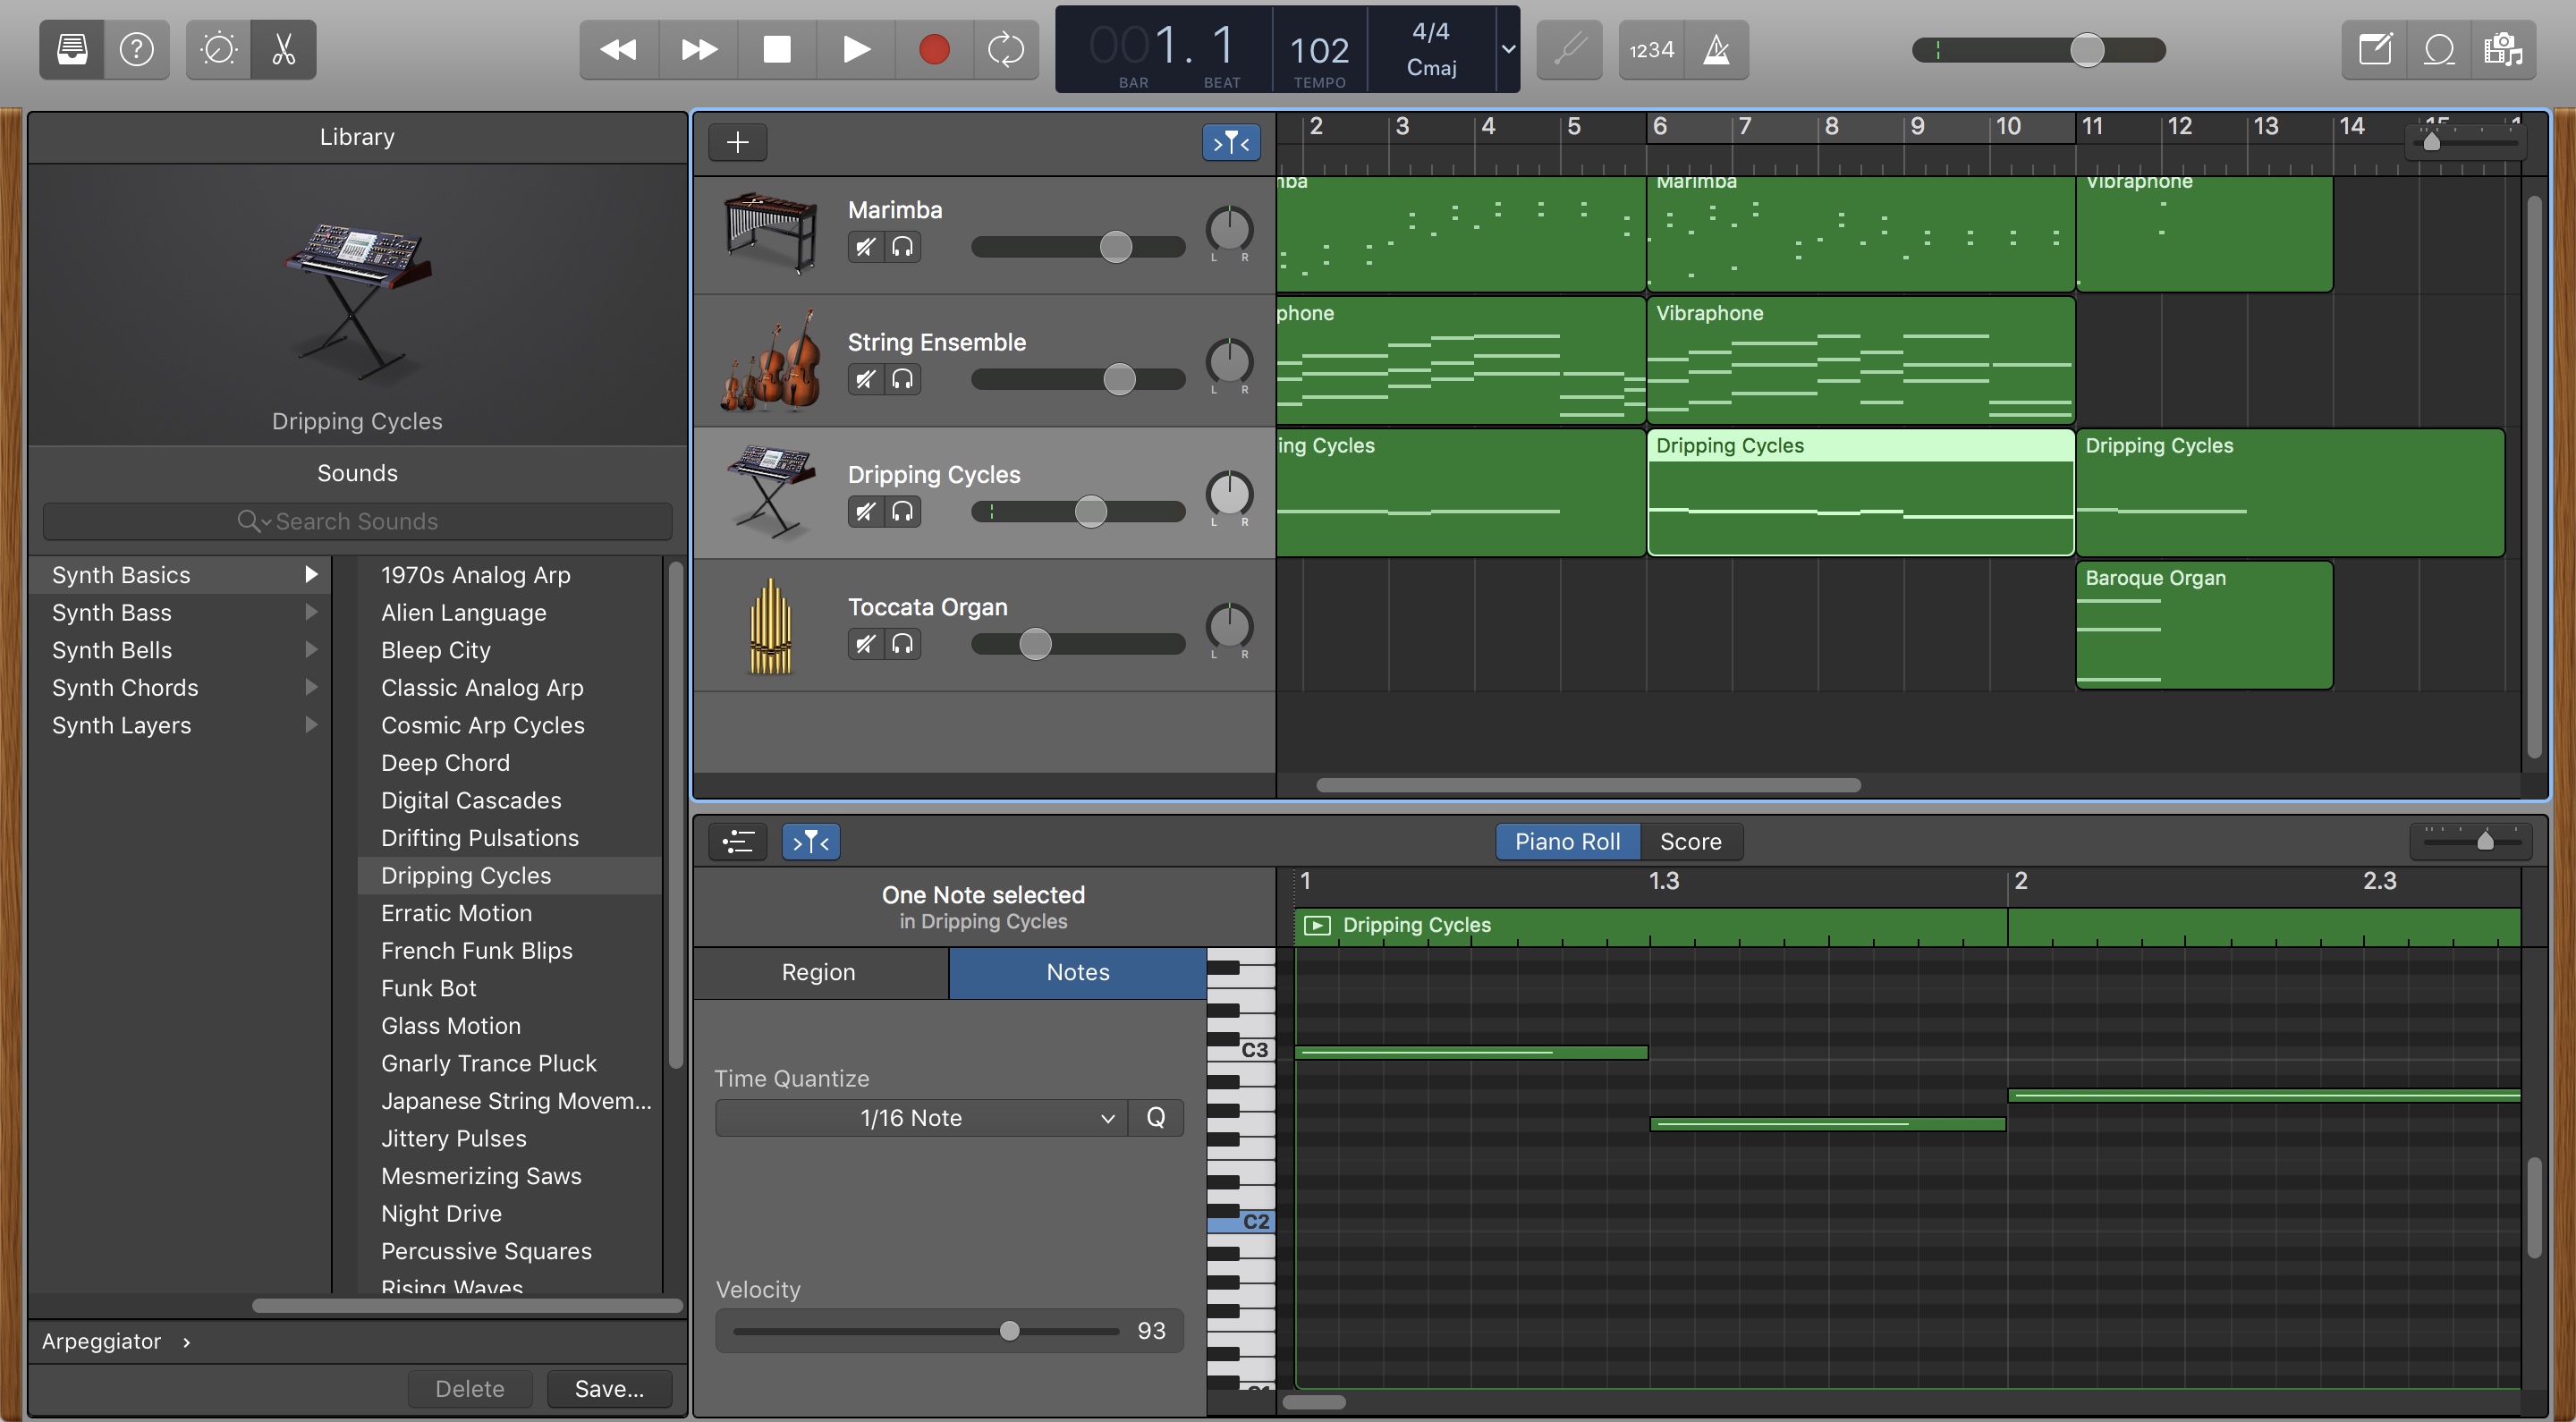 001. 1
BAR BEAT
102
TEMPO
4/4
Cmaj
1234
Library
Dripping Cycles
Sounds
Search Sounds
Synth Basics
Synth Bass
Synth Bells
Synth Chords
Synth Layers
1970s Analog Arp
Alien Language
Bleep City
Classic Analog Arp
Cosmic Arp Cycles
Deep Chord
Digital Cascades
Drifting Pulsations
Dripping Cycles
Erratic Motion
French Funk Blips
Funk Bot
Glass Motion
Gnarly Trance Pluck
Japanese String Movem...
Jittery Pulses
Mesmerizing Saws
Night Drive
Percussive Squares
Rising Waves
Arpeggiator
Delete Save...
2 3 4 5 6 7 8 9 10 11 12 13 14 15
Marimba
L R
mba Marimba Vibraphone
String Ensemble
L R
phone Vibraphone
Dripping Cycles
L R
ing Cycles Dripping Cycles Dripping Cycles
Toccata Organ
L R
Baroque Organ
Piano Roll Score
One Note selected
in Dripping Cycles
1 1.3 2 2.3
Dripping Cycles
Region Notes
Time Quantize
1/16 Note Q
Velocity
93
C3
C2